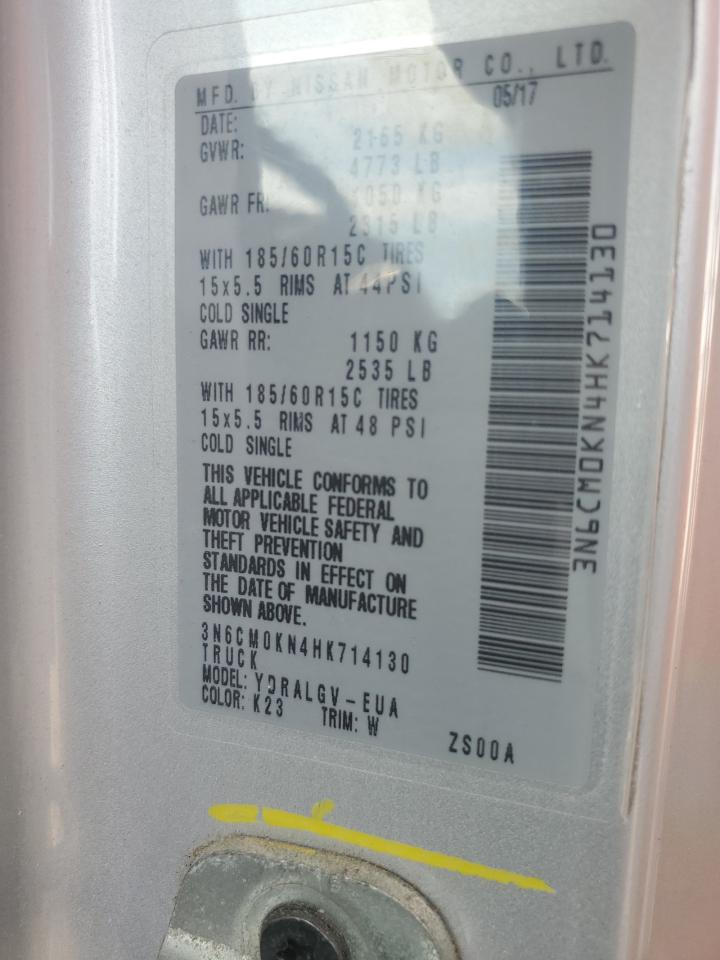 MFD. BY NISSAN MOTOR CO., LTD.
DATE: 05/17
GVWR: 2165 KG
4773 LB
GAWR FR: 1050 KG
2315 LB
WITH 185/60R15C TIRES
15x5.5 RIMS AT 44PSI
COLD SINGLE
GAWR RR: 1150 KG
2535 LB
WITH 185/60R15C TIRES
15x5.5 RIMS AT 48 PSI
COLD SINGLE
THIS VEHICLE CONFORMS TO
ALL APPLICABLE FEDERAL
MOTOR VEHICLE SAFETY AND
THEFT PREVENTION
STANDARDS IN EFFECT ON
THE DATE OF MANUFACTURE
SHOWN ABOVE.
3N6CM0KN4HK714130
TRUCK
MODEL: YDRALGV-EUA
COLOR: K23 TRIM: W
ZS00A
3N6CM0KN4HK714130